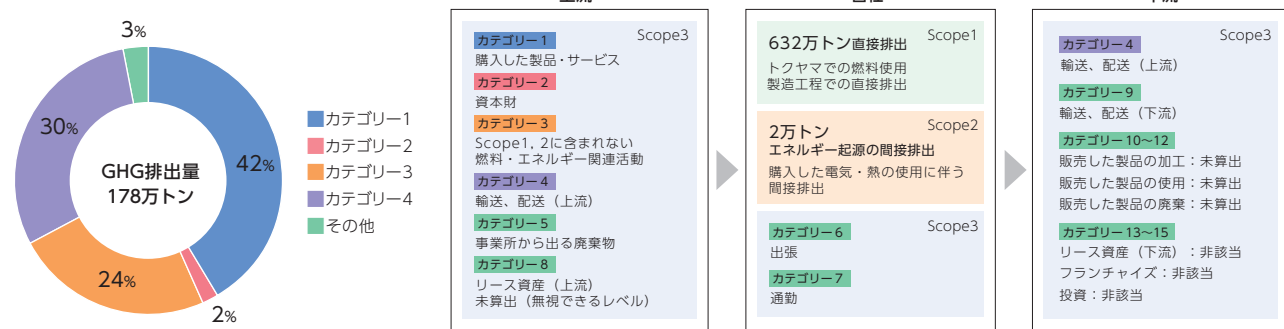 3%
30%
42%
24%
2%
GHG排出量
178万トン
カテゴリー1
カテゴリー2
カテゴリー3
カテゴリー4
その他
Scope3
カテゴリー1
購入した製品・サービス
カテゴリー2
資本財
カテゴリー3
Scope1, 2に含まれない
燃料・エネルギー関連活動
カテゴリー4
輸送、配送（上流）
カテゴリー5
事業所から出る廃棄物
カテゴリー8
リース資産（上流）
未算出（無視できるレベル）
632万トン直接排出 Scope1
トクヤマでの燃料使用
製造工程での直接排出
2万トン Scope2
エネルギー起源の間接排出
購入した電気・熱の使用に伴う
間接排出
Scope3
カテゴリー6
出張
カテゴリー7
通勤
Scope3
カテゴリー4
輸送、配送（上流）
カテゴリー9
輸送、配送（下流）
カテゴリー10～12
販売した製品の加工：未算出
販売した製品の使用：未算出
販売した製品の廃棄：未算出
カテゴリー13～15
リース資産（下流）：非該当
フランチャイズ：非該当
投資：非該当